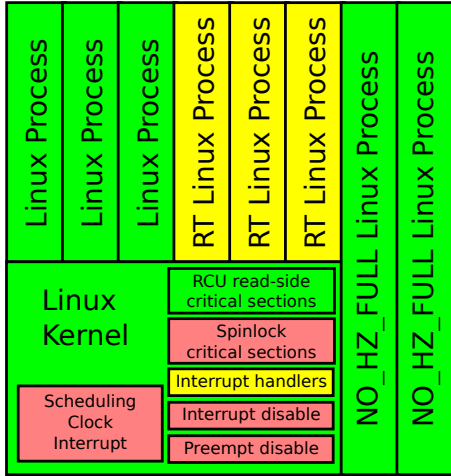 Linux Process
Linux Process
Linux Process
RT Linux Process
RT Linux Process
RT Linux Process
NO_HZ_FULL Linux Process
NO_HZ_FULL Linux Process
Linux
Kernel
RCU read-side
critical sections
Spinlock
critical sections
Interrupt handlers
Scheduling
Clock
Interrupt
Interrupt disable
Preempt disable